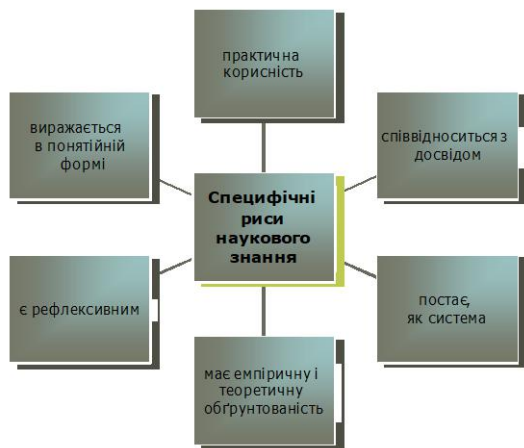 практична
корисність
виражається
в понятійній
формі
співвідноситься з
досвідом
Специфічні
риси
наукового
знання
є рефлексивним
постає,
як система
має емпіричну і
теоретичну
обґрунтованість